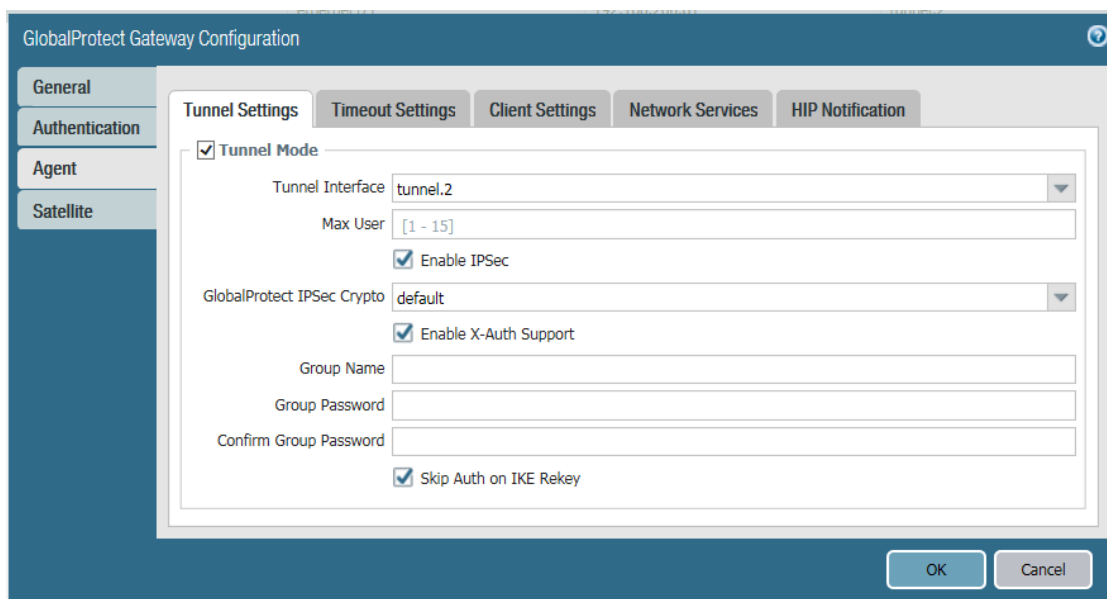 GlobalProtect Gateway Configuration
General
Authentication
Agent
Satellite
Tunnel Settings Timeout Settings Client Settings Network Services HIP Notification
Tunnel Mode
Tunnel Interface tunnel.2
Max User [1 - 15]
Enable IPSec
GlobalProtect IPSec Crypto default
Enable X-Auth Support
Group Name
Group Password
Confirm Group Password
Skip Auth on IKE Rekey
OK Cancel